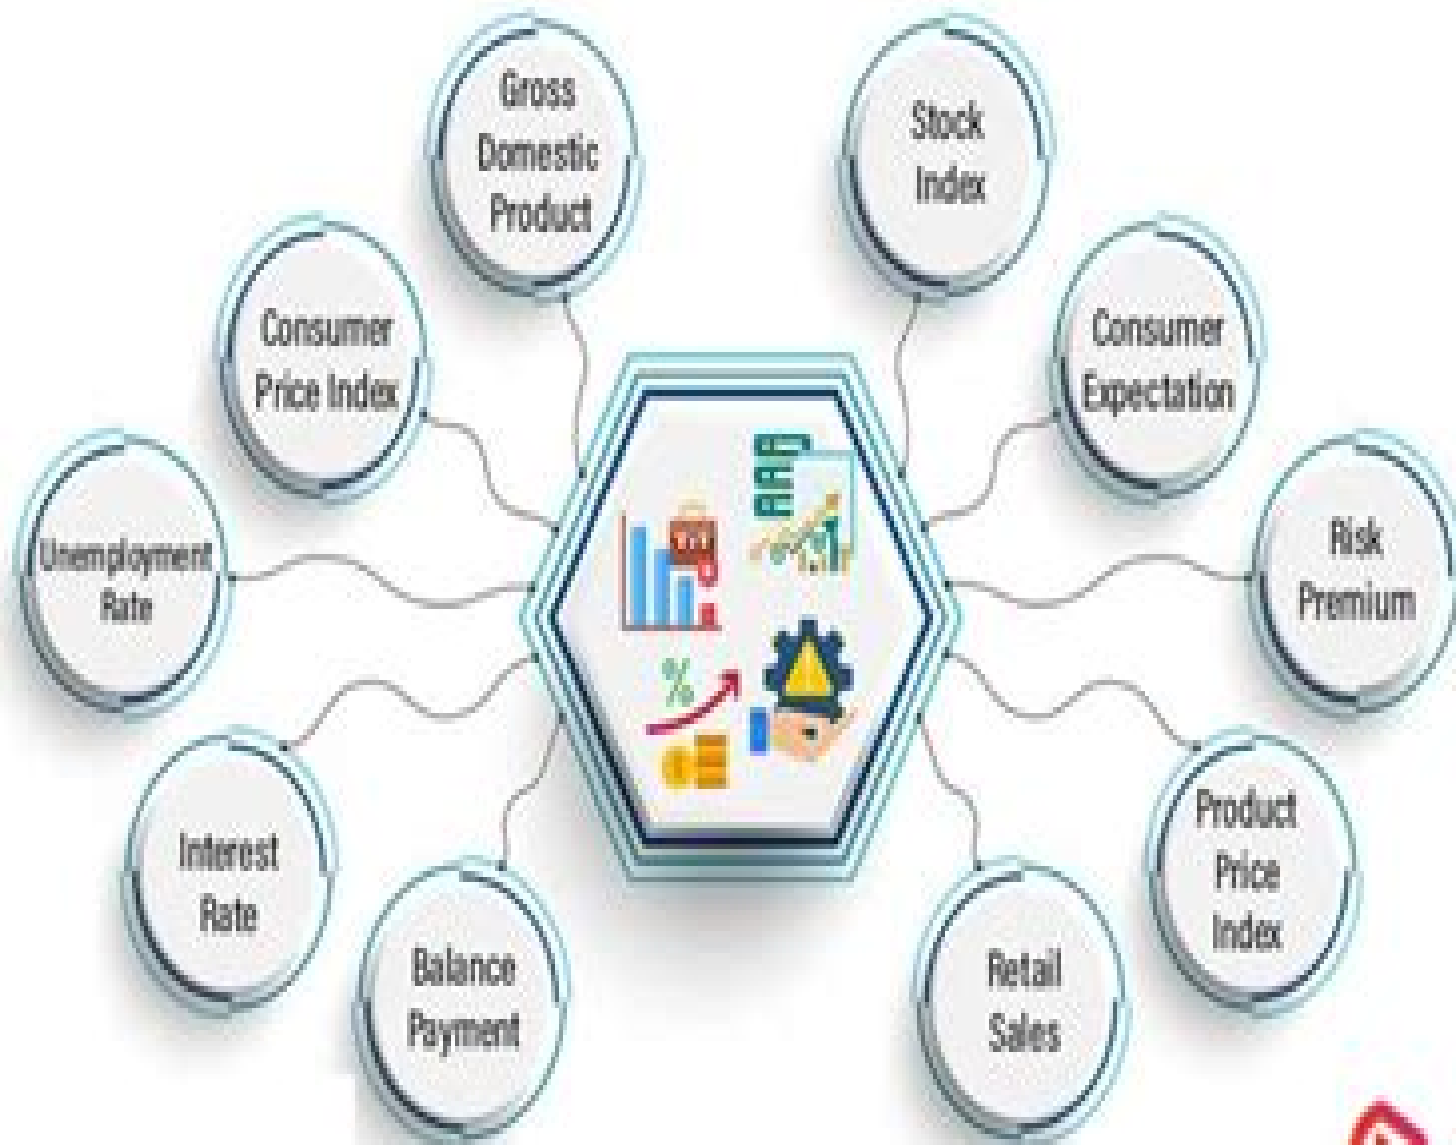 Gross
Domestic
Product
Stock
Index
Consumer
Price Index
Consumer
Expectation
Unemployment
Rate
Risk
Premium
Interest
Rate
Product
Price
Index
Balance
Payment
Retail
Sales
%